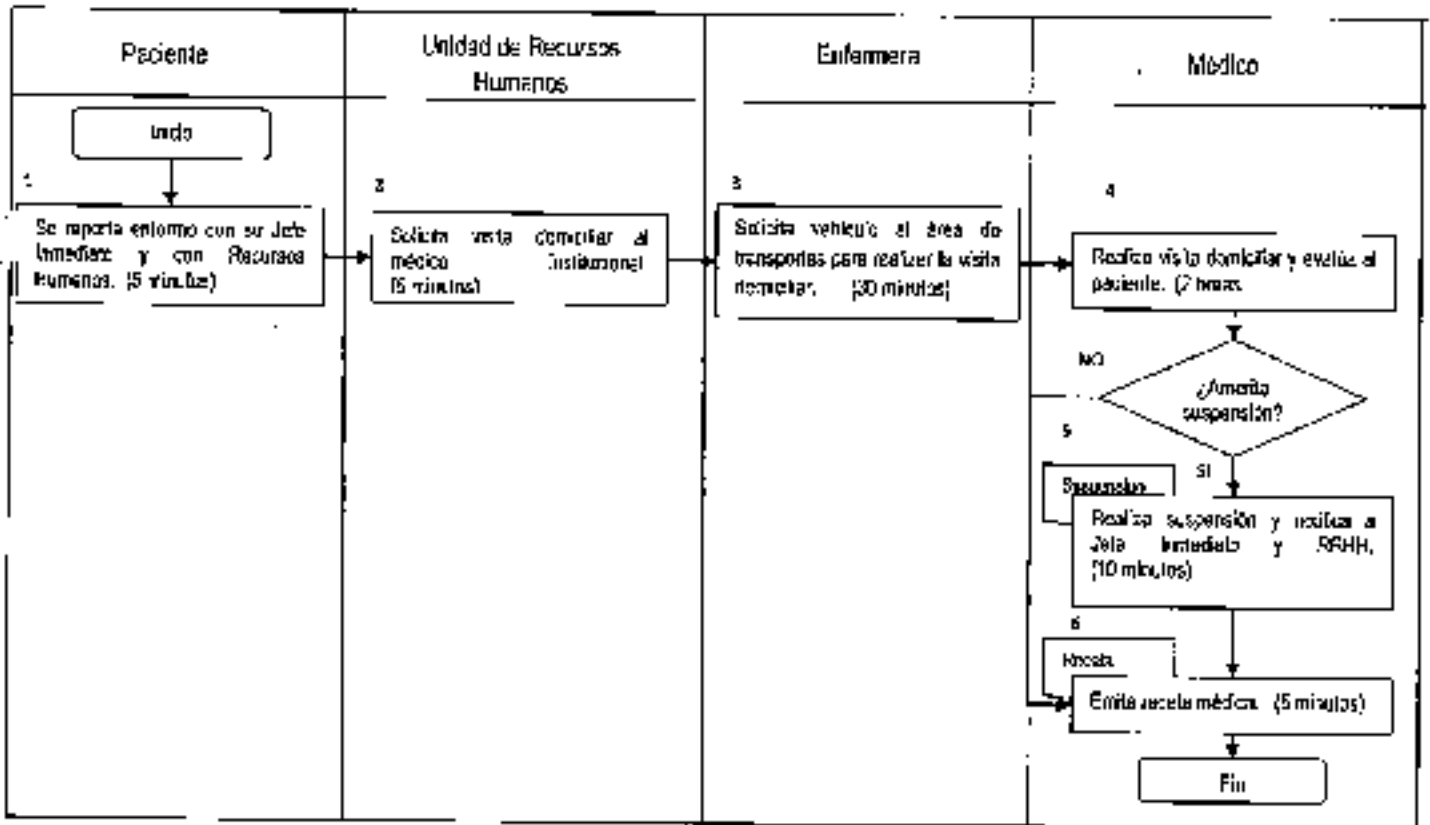 Paciente
Unidad de Recursos
Humanos
Enfermera
Médico
Inicio
1
Se reporta enfermo con su Jefe
Inmediato y con Recursos
Humanos. (5 minutos)
2
Solicita visita domiciliar al
médico Institucional
(5 minutos)
3
Solicita vehículo al área de
transportes para realizar la visita
domiciliar. (30 minutos)
4
Realiza visita domiciliar y evalúa al
paciente. (2 horas
¿Amerita
suspensión?
NO
SI
5
Suspensión
Realiza suspensión y notifica a
Jefe Inmediato y RRHH.
(10 minutos)
6
Receta
Emite receta médica. (5 minutos)
Fin